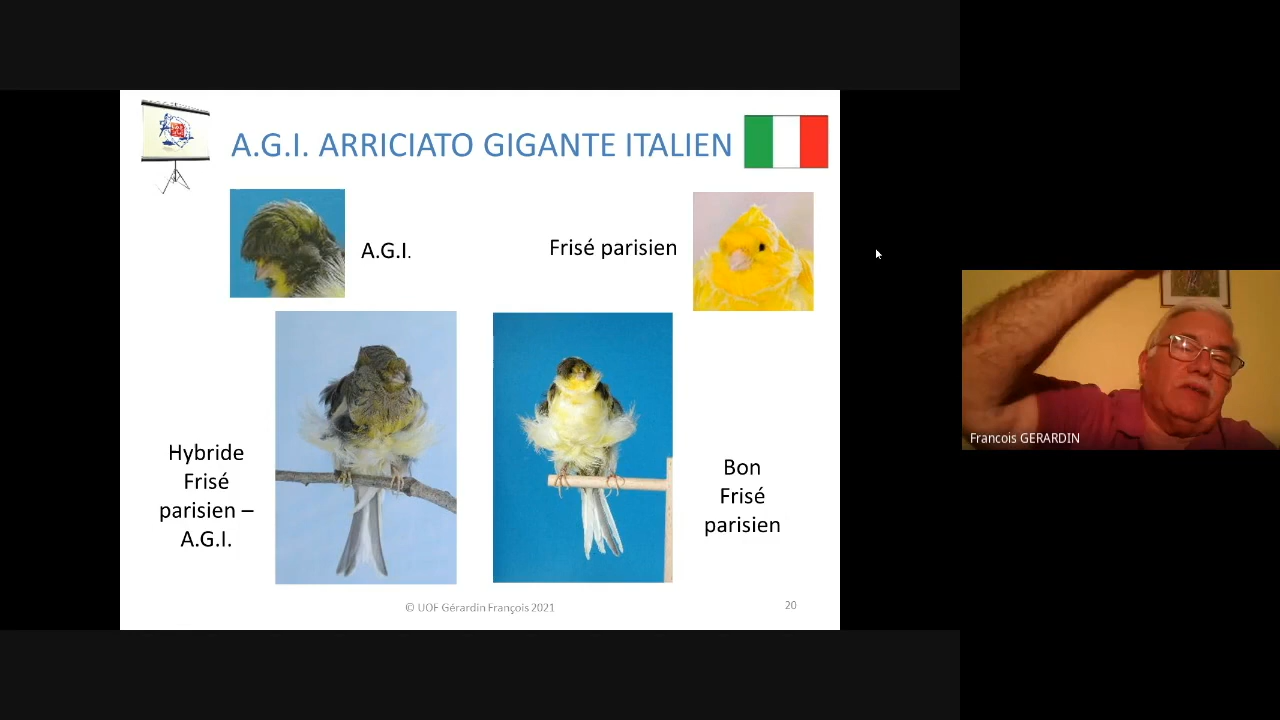 A.G.I. ARRICIATO GIGANTE ITALIEN
A.G.I.
Frisé parisien
Hybride
Frisé
parisien –
A.G.I.
Bon
Frisé
parisien
© UOF Gérardin François 2021
20
Francois GERARDIN